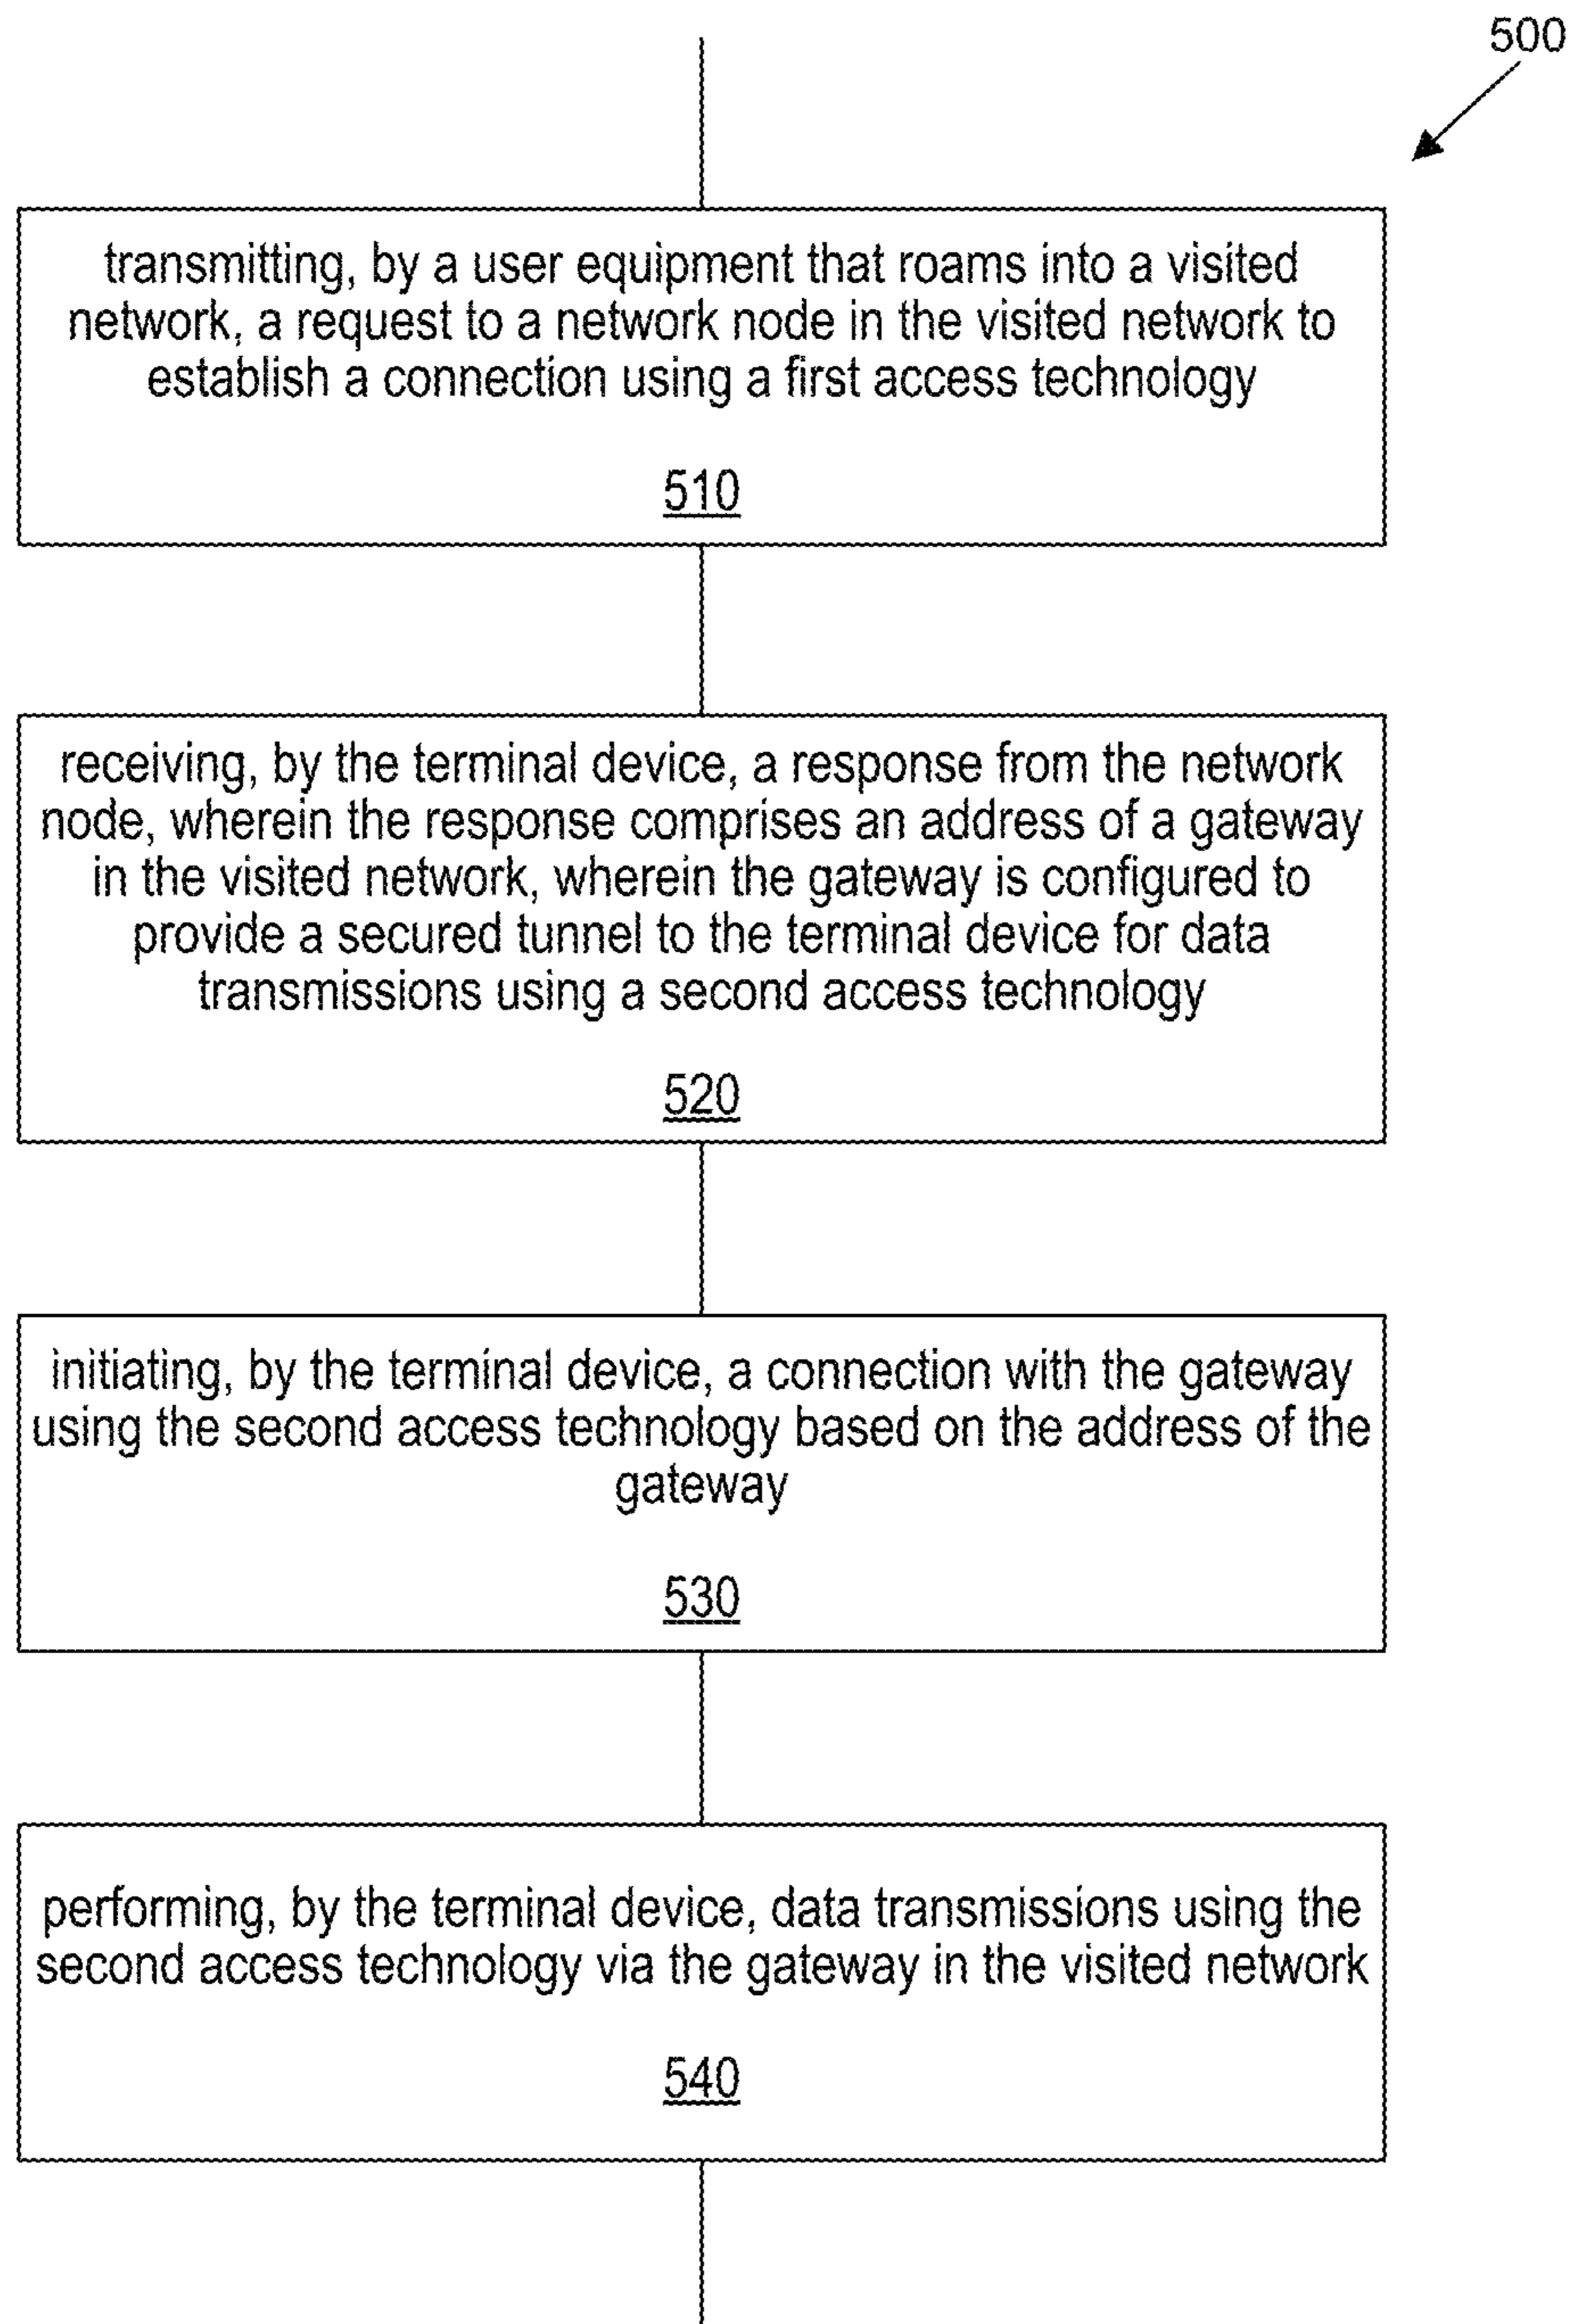 500
transmitting, by a user equipment that roams into a visited
network, a request to a network node in the visited network to
establish a connection using a first access technology
510
receiving, by the terminal device, a response from the network
node, wherein the response comprises an address of a gateway
in the visited network, wherein the gateway is configured to
provide a secured tunnel to the terminal device for data
transmissions using a second access technology
520
initiating, by the terminal device, a connection with the gateway
using the second access technology based on the address of the
gateway
530
performing, by the terminal device, data transmissions using the
second access technology via the gateway in the visited network
540